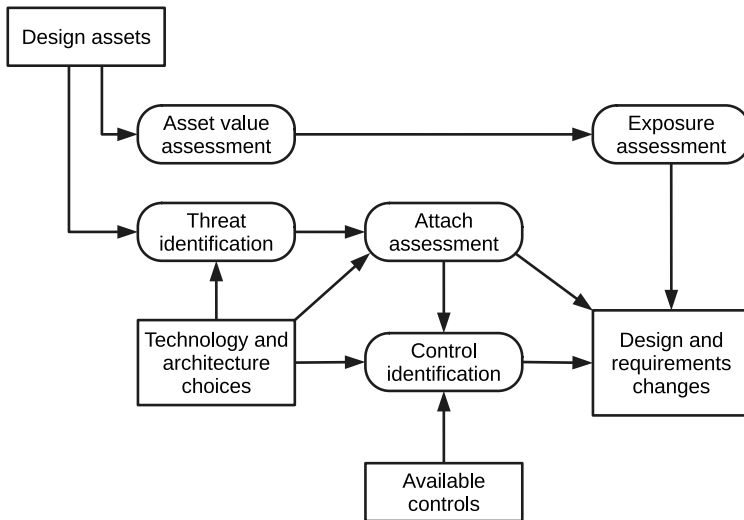 Design assets
Asset value
assessment
Exposure
assessment
Threat
identification
Attach
assessment
Technology and
architecture
choices
Control
identification
Design and
requirements
changes
Available
controls